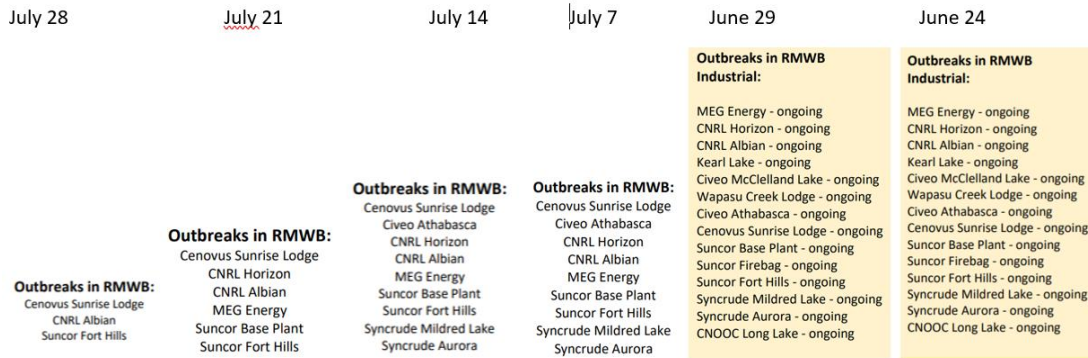 July 28
July 21
July 14
July 7
June 29
June 24
Outbreaks in RMWB:
Cenovus Sunrise Lodge
CNRL Albian
Suncor Fort Hills
Outbreaks in RMWB:
Cenovus Sunrise Lodge
CNRL Horizon
CNRL Albian
MEG Energy
Suncor Base Plant
Suncor Fort Hills
Outbreaks in RMWB:
Cenovus Sunrise Lodge
Civeo Athabasca
CNRL Horizon
CNRL Albian
MEG Energy
Suncor Base Plant
Suncor Fort Hills
Syncrude Mildred Lake
Syncrude Aurora
Outbreaks in RMWB:
Cenovus Sunrise Lodge
Civeo Athabasca
CNRL Horizon
CNRL Albian
MEG Energy
Suncor Base Plant
Suncor Fort Hills
Syncrude Mildred Lake
Syncrude Aurora
Outbreaks in RMWB
Industrial:
MEG Energy - ongoing
CNRL Horizon - ongoing
CNRL Albian - ongoing
Kearl Lake - ongoing
Civeo McClelland Lake - ongoing
Wapasu Creek Lodge - ongoing
Civeo Athabasca - ongoing
Cenovus Sunrise Lodge - ongoing
Suncor Base Plant - ongoing
Suncor Firebag - ongoing
Suncor Fort Hills - ongoing
Syncrude Mildred Lake - ongoing
Syncrude Aurora - ongoing
CNOOC Long Lake - ongoing
Outbreaks in RMWB
Industrial:
MEG Energy - ongoing
CNRL Horizon - ongoing
CNRL Albian - ongoing
Kearl Lake - ongoing
Civeo McClelland Lake - ongoing
Wapasu Creek Lodge - ongoing
Civeo Athabasca - ongoing
Cenovus Sunrise Lodge - ongoing
Suncor Base Plant - ongoing
Suncor Firebag - ongoing
Suncor Fort Hills - ongoing
Syncrude Mildred Lake - ongoing
Syncrude Aurora - ongoing
CNOOC Long Lake - ongoing